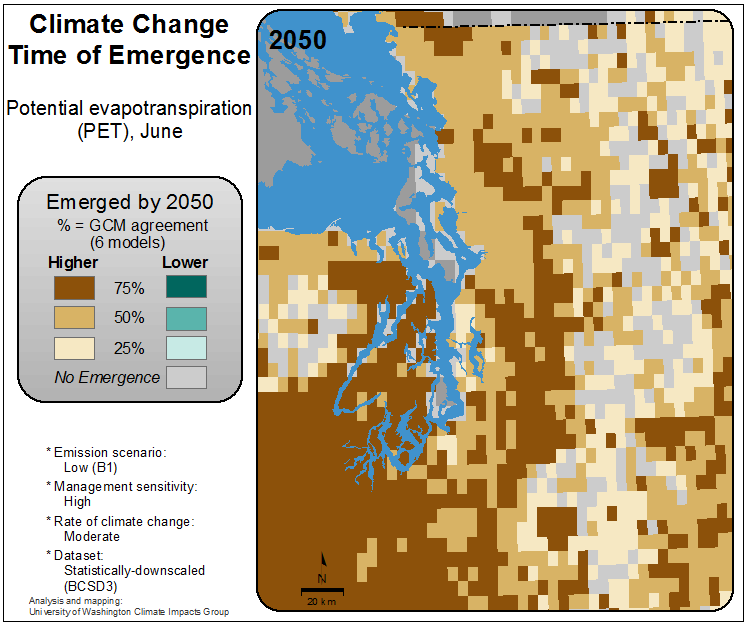 Climate Change
Time of Emergence
Potential evapotranspiration
(PET), June
Emerged by 2050
% = GCM agreement
(6 models)
Higher Lower
75%
50%
25%
No Emergence
* Emission scenario:
Low (B1)
* Management sensitivity:
High
* Rate of climate change:
Moderate
* Dataset:
Statistically-downscaled
(BCSD3)
Analysis and mapping:
University of Washington Climate Impacts Group
2050
N
20 km